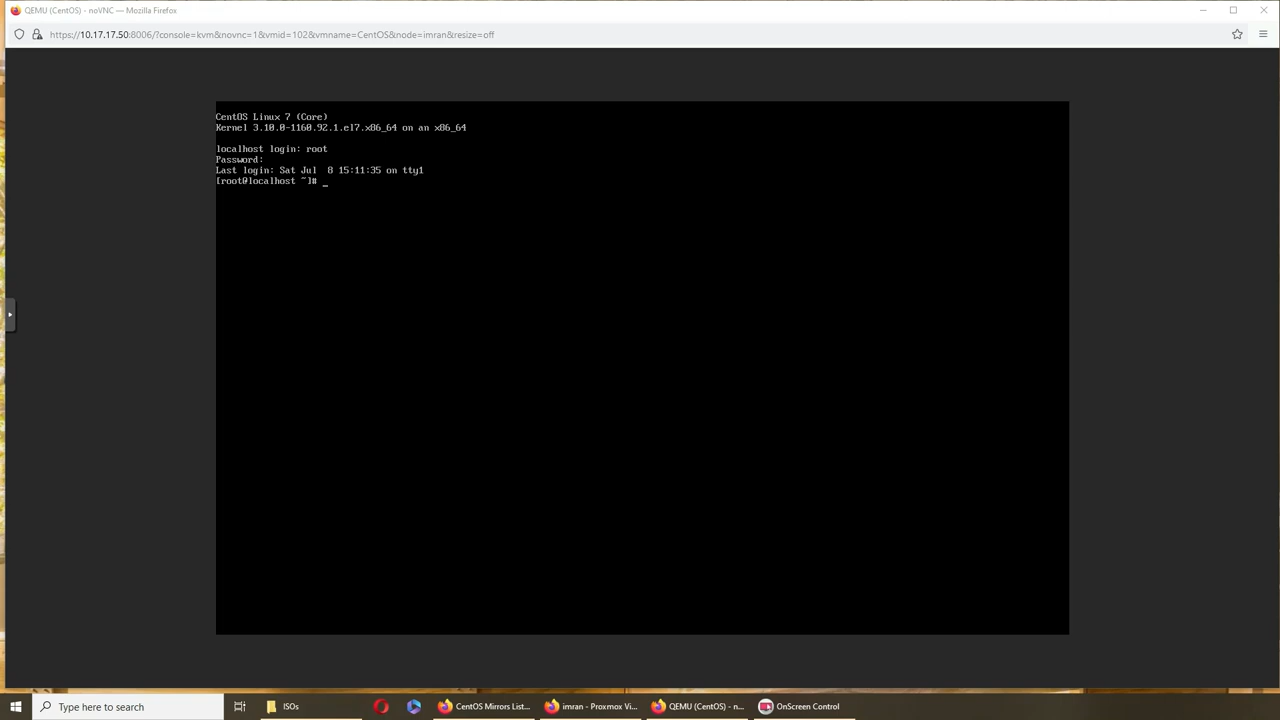 QEMU (CentOS) - noVNC — Mozilla Firefox
https://10.17.17.50:8006/?console=kvm&novnc=1&vmid=102&vmname=CentOS&node=imran&resize=off
CentOS Linux 7 (Core)
Kernel 3.10.0-1160.92.1.el7.x86_64 on an x86_64
localhost login: root
Password:
Last login: Sat Jul  8 15:11:35 on tty1
[root@localhost ~]# _
Type here to search
ISOs
CentOS Mirrors List...
imran - Proxmox Vi...
QEMU (CentOS) - n...
OnScreen Control